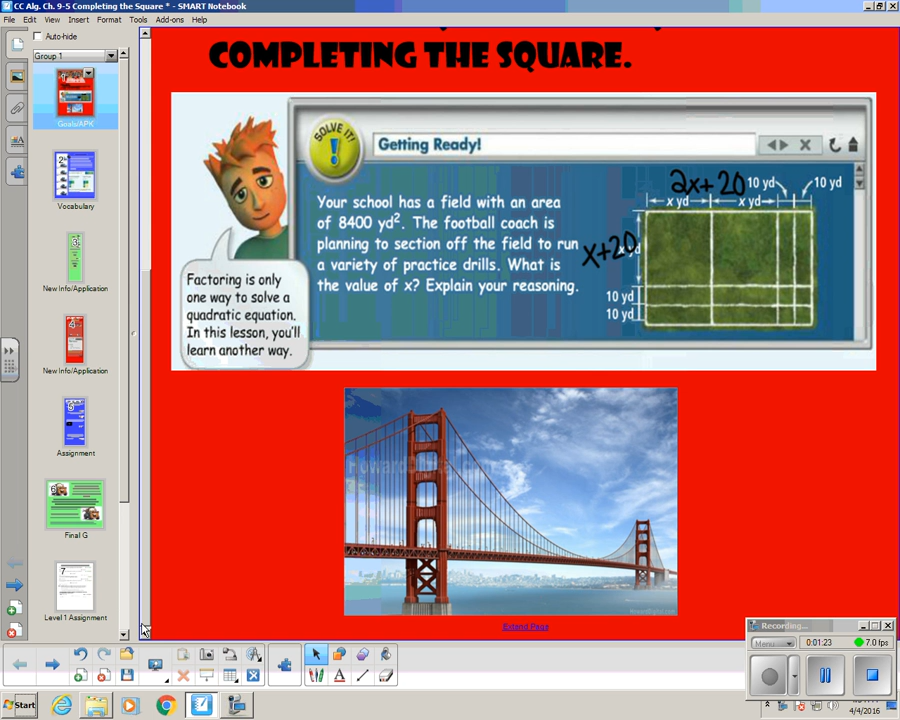 CC Alg. Ch. 9-5 Completing the Square * - SMART Notebook
File Edit View Insert Format Tools Add-ons Help
Auto-hide
Group 1
Goals/APK
Vocabulary
New Info/Application
New Info/Application
Assignment
Final G
Level 1 Assignment
COMPLETING THE SQUARE.
SOLVE IT!
Getting Ready!
Your school has a field with an area
of 8400 yd². The football coach is
planning to section off the field to run
a variety of practice drills. What is
the value of x? Explain your reasoning.
2x+20
10 yd
10 yd
x yd
x yd
x+20
10 yd
10 yd
Factoring is only
one way to solve a
quadratic equation.
In this lesson, you'll
learn another way.
HowardDigital.com
Extend Page
Recording...
Menu
0:01:23
7.0 fps
Start
4/4/2016